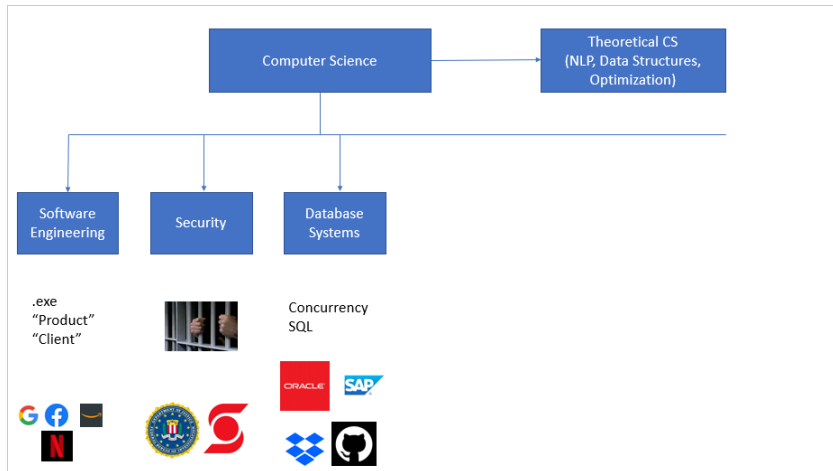 Computer Science
Theoretical CS
(NLP, Data Structures,
Optimization)
Software
Engineering
Security
Database
Systems
.exe
“Product”
“Client”
Concurrency
SQL
ORACLE
SAP